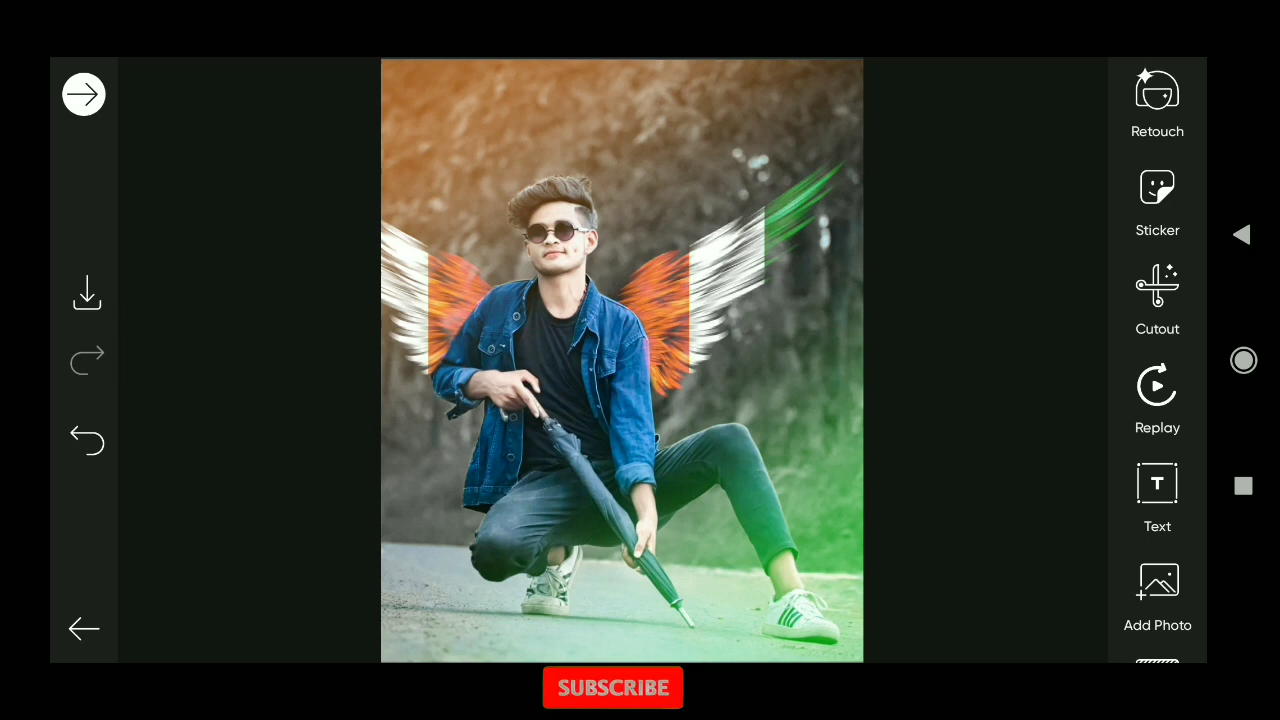 Retouch
Sticker
Cutout
Replay
T
Text
Add Photo
SUBSCRIBE